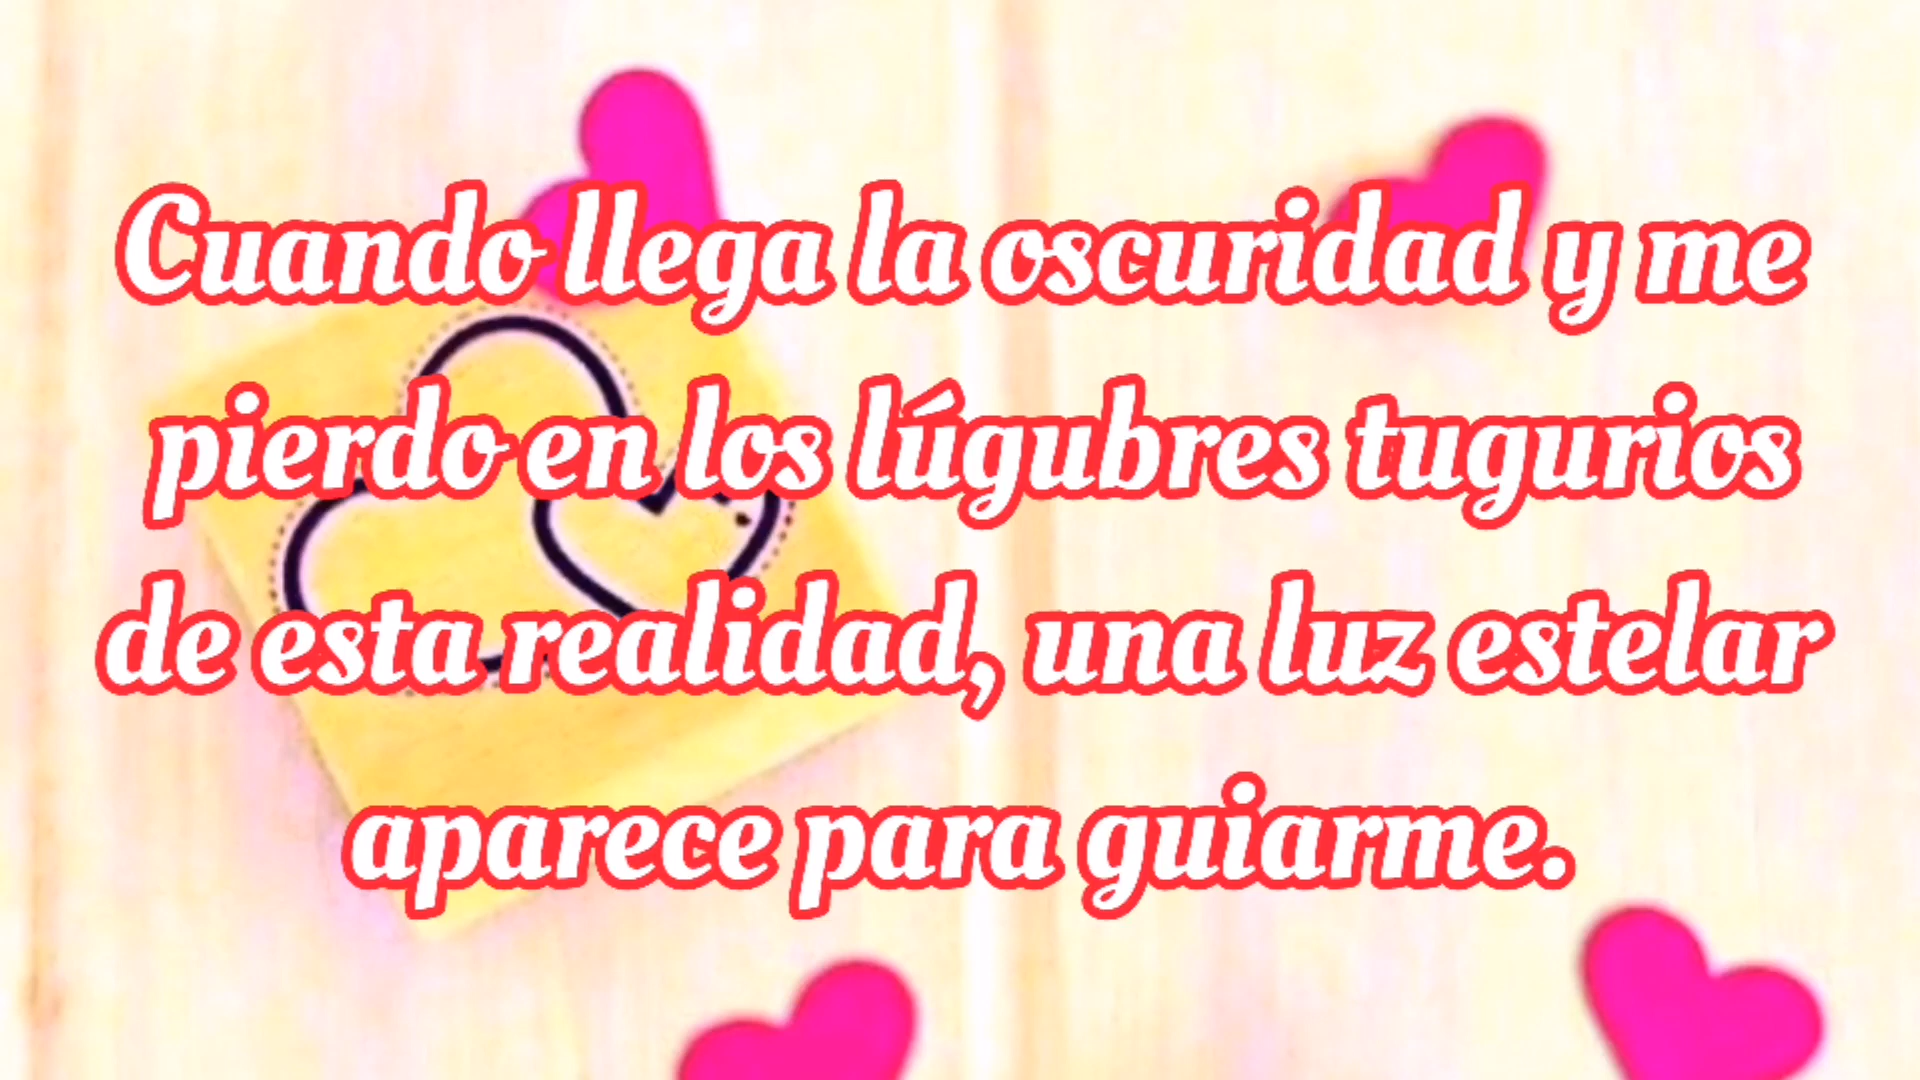 Cuando llega la oscuridad y me
pierdo en los lúgubres tugurios
de esta realidad, una luz estelar
aparece para guiarme.